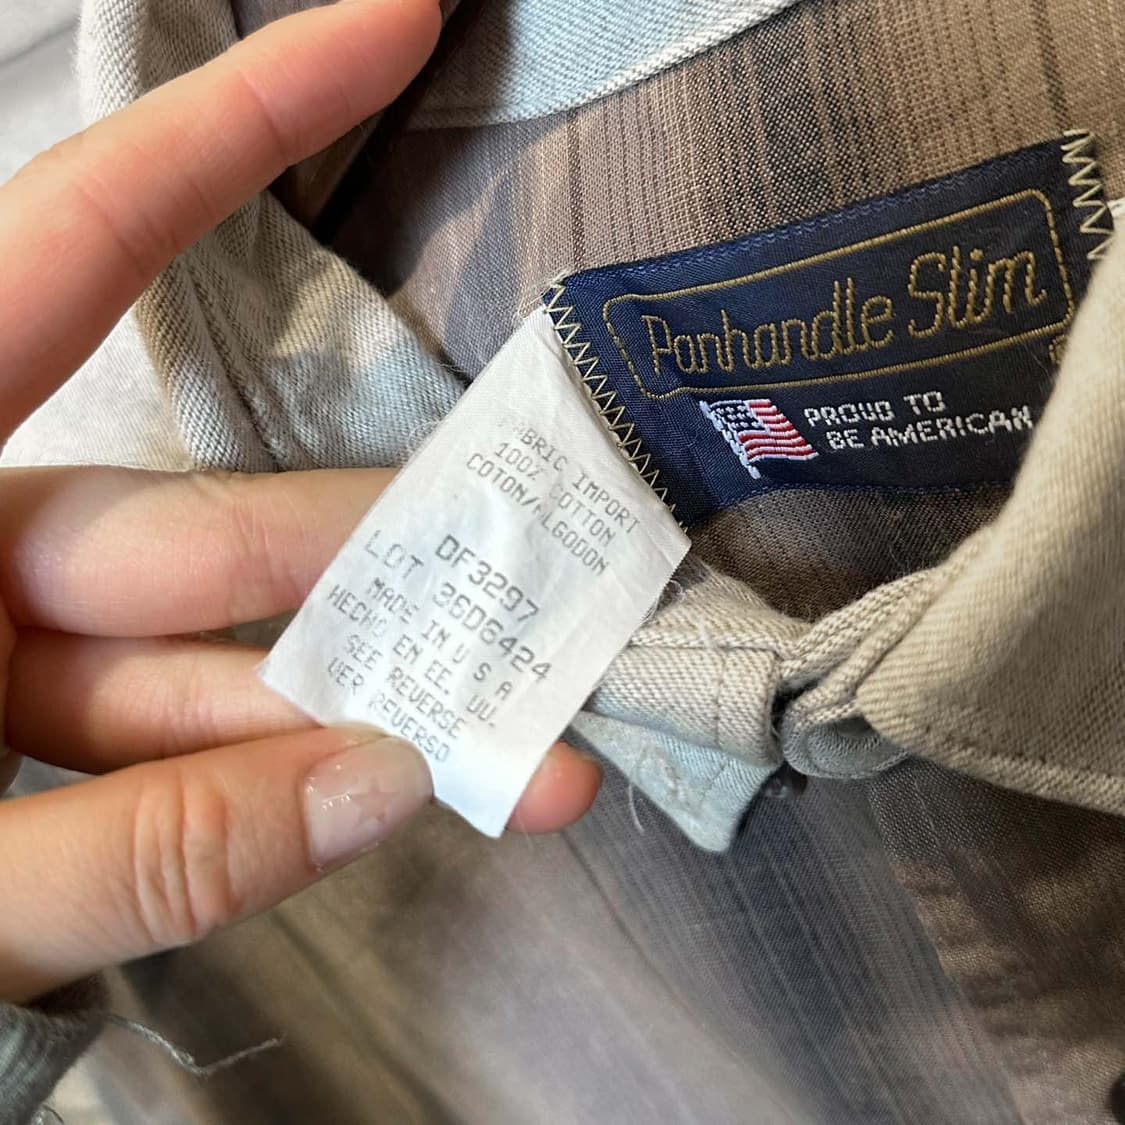 Panhandle Slim
PROUD TO
BE AMERICAN
FABRIC IMPORT
100% COTTON
COTON/ALGODON
DF3297
LOT 36D6424
MADE IN U S A
HECHO EN EE. UU.
SEE REVERSE
VER REVERSO